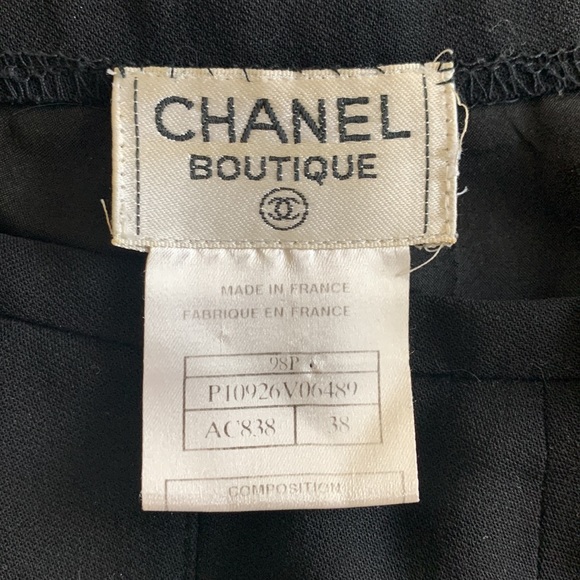 CHANEL
BOUTIQUE
MADE IN FRANCE
FABRIQUE EN FRANCE
98P
P10926V06489
AC838 38
COMPOSITION